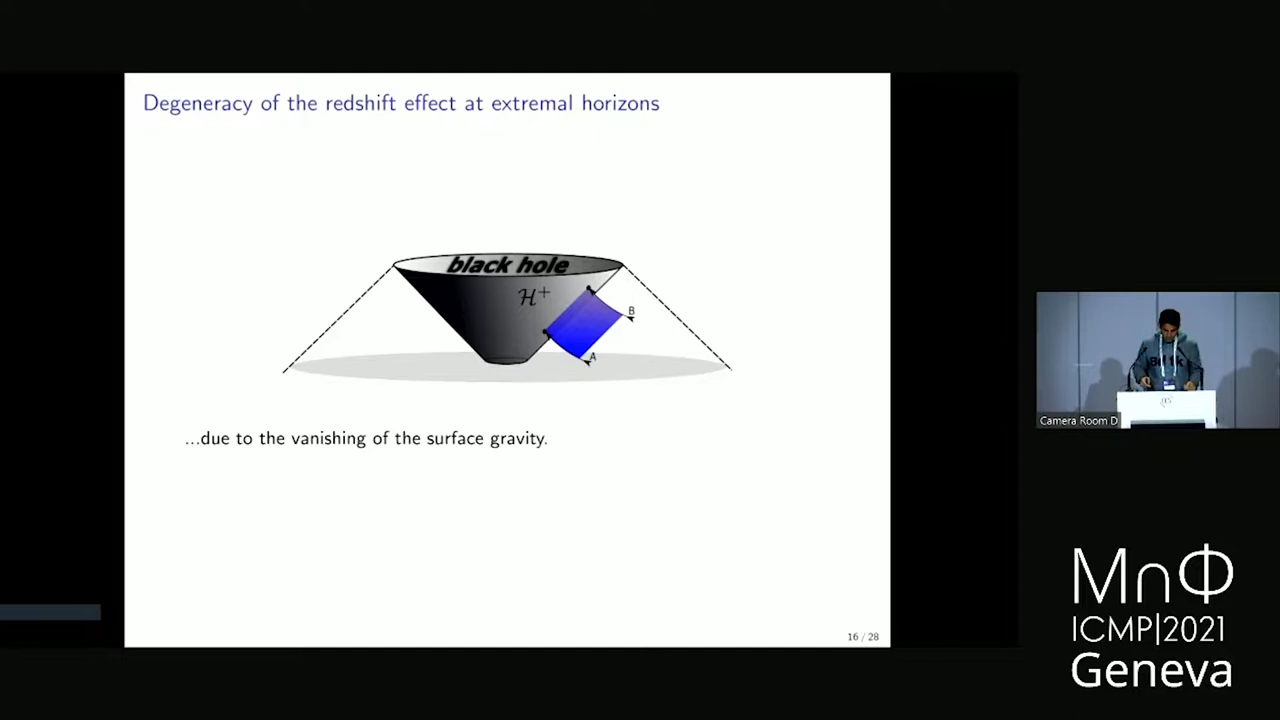 Degeneracy of the redshift effect at extremal horizons
black hole
H⁺
B
A
...due to the vanishing of the surface gravity.
16 / 28
Camera Room D
M∩Φ
ICMP|2021
Geneva